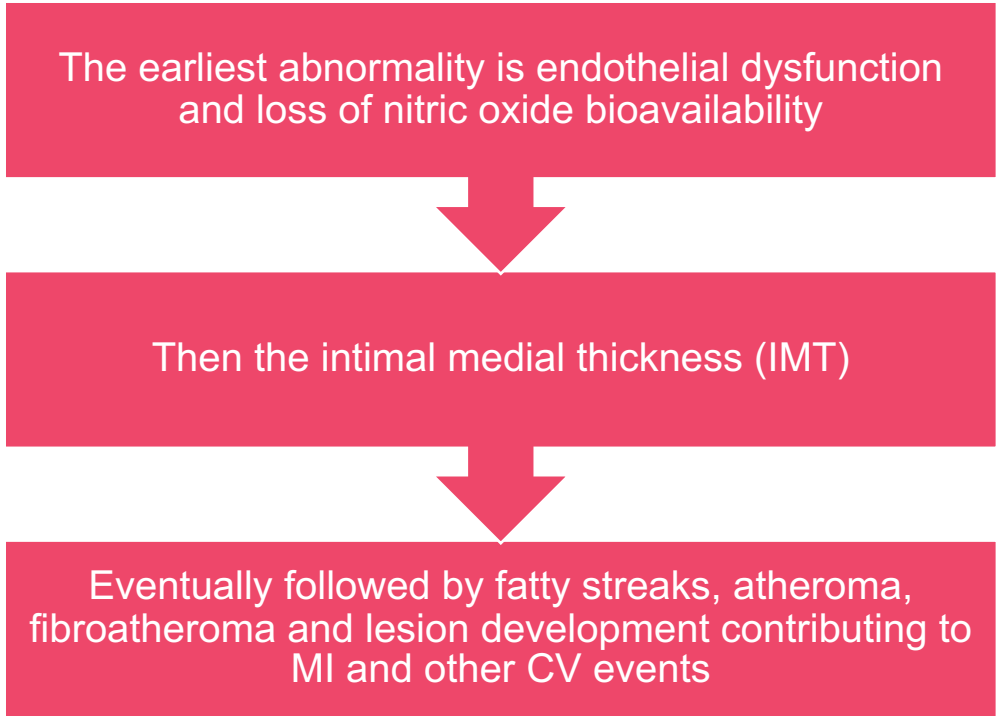 The earliest abnormality is endothelial dysfunction
and loss of nitric oxide bioavailability
Then the intimal medial thickness (IMT)
Eventually followed by fatty streaks, atheroma,
fibroatheroma and lesion development contributing to
MI and other CV events